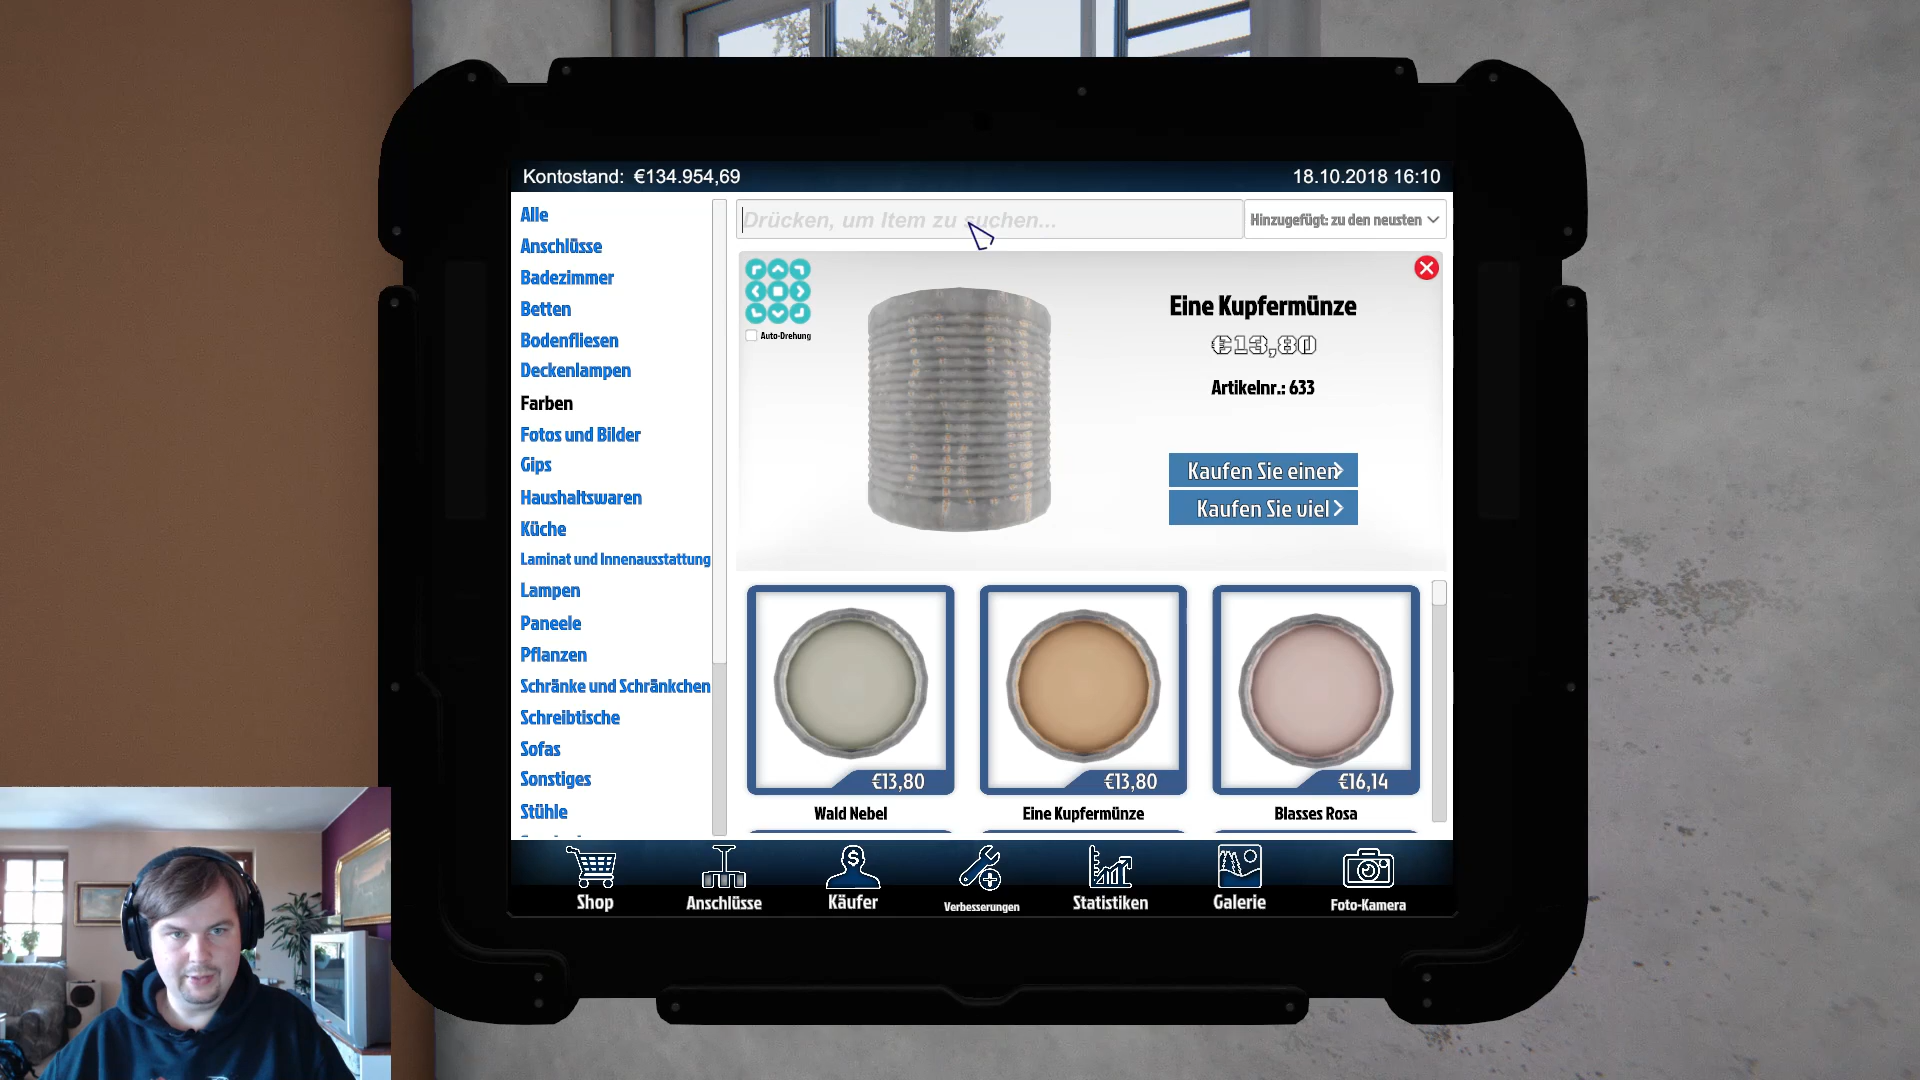 Kontostand: €134.954,69
18.10.2018 16:10
Alle
Anschlüsse
Badezimmer
Betten
Bodenfliesen
Deckenlampen
Farben
Fotos und Bilder
Gips
Haushaltswaren
Küche
Laminat und Innenausstattung
Lampen
Paneele
Pflanzen
Schränke und Schränkchen
Schreibtische
Sofas
Sonstiges
Stühle
Drücken, um Item zu suchen...
Hinzugefügt: zu den neusten
Auto-Drehung
Eine Kupfermünze
€13,80
Artikelnr.: 633
Kaufen Sie einen
Kaufen Sie viel
€13,80
€13,80
€16,14
Wald Nebel
Eine Kupfermünze
Blasses Rosa
Shop
Anschlüsse
Käufer
Verbesserungen
Statistiken
Galerie
Foto-Kamera